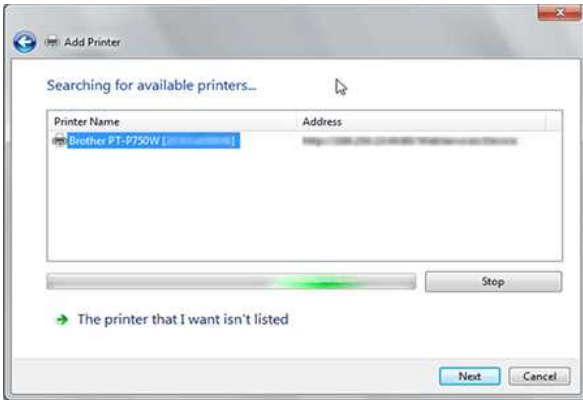 Add Printer
Searching for available printers...
Printer Name Address
Brother PT-P750W [ ]
Stop
The printer that I want isn't listed
Next Cancel